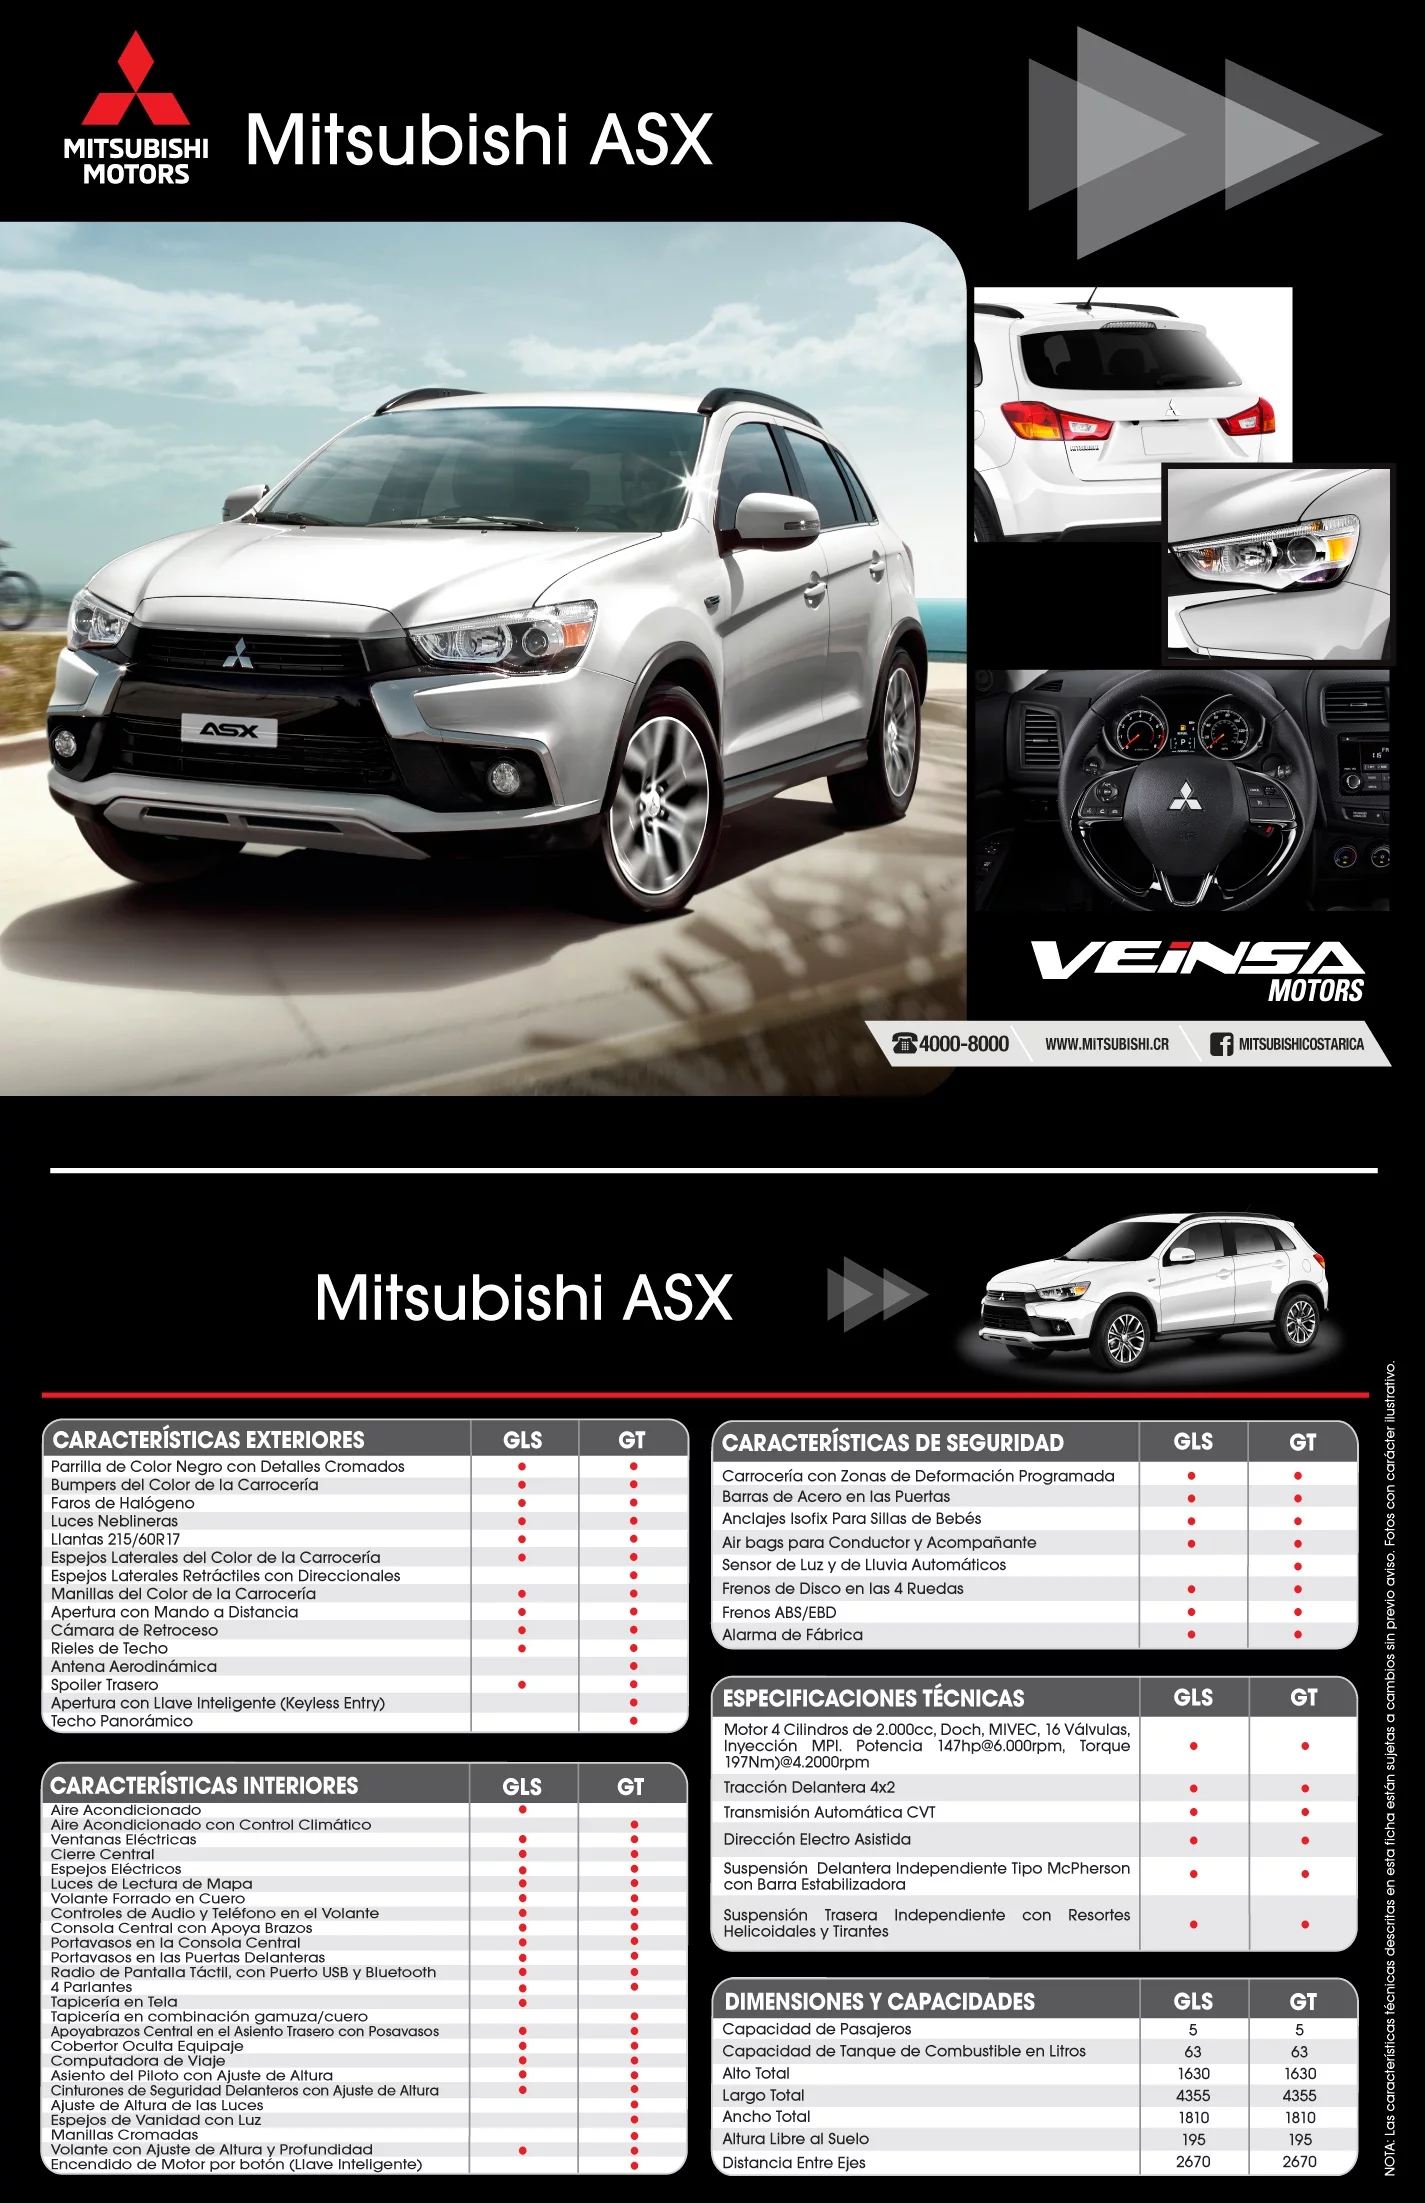 MITSUBISHI
MOTORS
Mitsubishi ASX
ASX
VEiNSA
MOTORS
4000-8000 WWW.MITSUBISHI.CR MITSUBISHICOSTARICA
Mitsubishi ASX
CARACTERÍSTICAS EXTERIORES GLS GT
Parrilla de Color Negro con Detalles Cromados • •
Bumpers del Color de la Carrocería • •
Faros de Halógeno • •
Luces Neblineras • •
Llantas 215/60R17 • •
Espejos Laterales del Color de la Carrocería • •
Espejos Laterales Retráctiles con Direccionales •
Manillas del Color de la Carrocería • •
Apertura con Mando a Distancia • •
Cámara de Retroceso • •
Rieles de Techo • •
Antena Aerodinámica •
Spoiler Trasero • •
Apertura con Llave Inteligente (Keyless Entry) •
Techo Panorámico •
CARACTERÍSTICAS INTERIORES GLS GT
Aire Acondicionado •
Aire Acondicionado con Control Climático •
Ventanas Eléctricas • •
Cierre Central • •
Espejos Eléctricos • •
Luces de Lectura de Mapa • •
Volante Forrado en Cuero • •
Controles de Audio y Teléfono en el Volante • •
Consola Central con Apoya Brazos • •
Portavasos en la Consola Central • •
Portavasos en las Puertas Delanteras • •
Radio de Pantalla Táctil, con Puerto USB y Bluetooth • •
4 Parlantes • •
Tapicería en Tela •
Tapicería en combinación gamuza/cuero •
Apoyabrazos Central en el Asiento Trasero con Posavasos • •
Cobertor Oculta Equipaje • •
Computadora de Viaje • •
Asiento del Piloto con Ajuste de Altura • •
Cinturones de Seguridad Delanteros con Ajuste de Altura • •
Ajuste de Altura de las Luces •
Espejos de Vanidad con Luz •
Manillas Cromadas •
Volante con Ajuste de Altura y Profundidad • •
Encendido de Motor por botón (Llave Inteligente) •
CARACTERÍSTICAS DE SEGURIDAD GLS GT
Carrocería con Zonas de Deformación Programada • •
Barras de Acero en las Puertas • •
Anclajes Isofix Para Sillas de Bebés • •
Air bags para Conductor y Acompañante • •
Sensor de Luz y de Lluvia Automáticos •
Frenos de Disco en las 4 Ruedas • •
Frenos ABS/EBD • •
Alarma de Fábrica • •
ESPECIFICACIONES TÉCNICAS GLS GT
Motor 4 Cilindros de 2.000cc, Doch, MIVEC, 16 Válvulas,
Inyección MPI. Potencia 147hp@6.000rpm, Torque • •
197Nm)@4.2000rpm
Tracción Delantera 4x2 • •
Transmisión Automática CVT • •
Dirección Electro Asistida • •
Suspensión Delantera Independiente Tipo McPherson • •
con Barra Estabilizadora
Suspensión Trasera Independiente con Resortes • •
Helicoidales y Tirantes
DIMENSIONES Y CAPACIDADES GLS GT
Capacidad de Pasajeros 5 5
Capacidad de Tanque de Combustible en Litros 63 63
Alto Total 1630 1630
Largo Total 4355 4355
Ancho Total 1810 1810
Altura Libre al Suelo 195 195
Distancia Entre Ejes 2670 2670
NOTA: Las características técnicas descritas en esta ficha están sujetas a cambios sin previo aviso. Fotos con carácter ilustrativo.